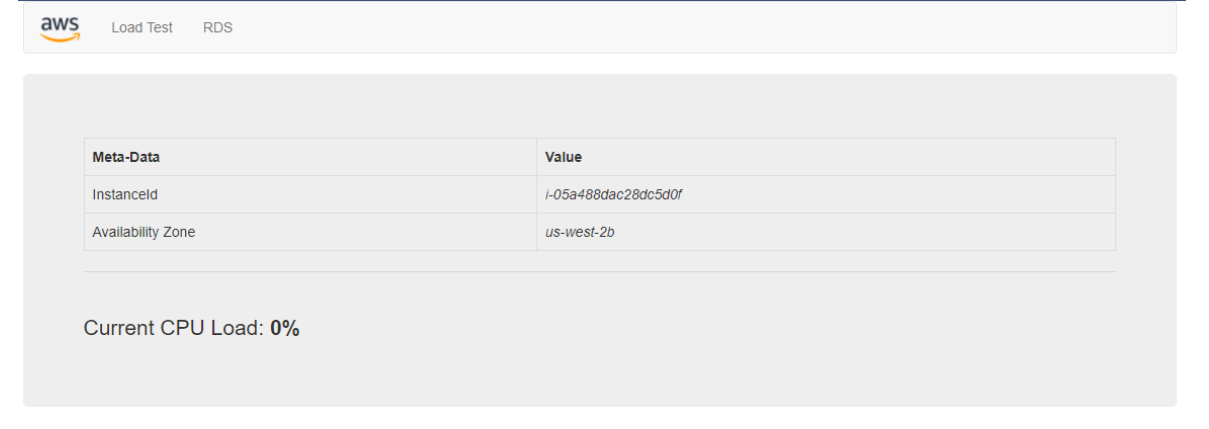 aws Load Test RDS
Meta-Data Value
InstanceId i-05a488dac28dc5d0f
Availability Zone us-west-2b
Current CPU Load: 0%